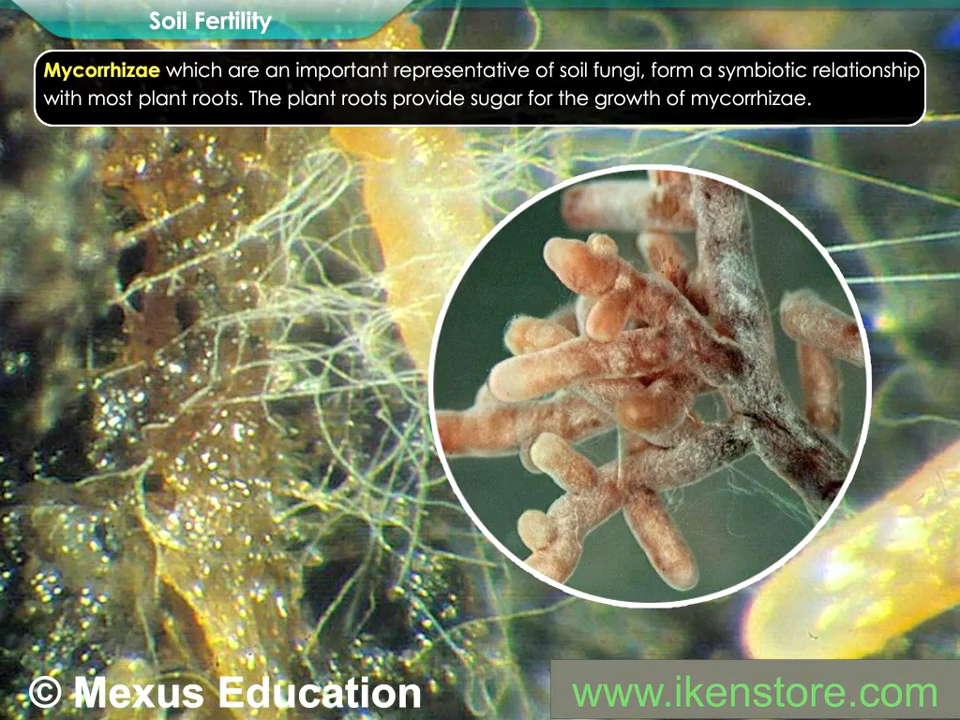 Soil Fertility
Mycorrhizae which are an important representative of soil fungi, form a symbiotic relationship
with most plant roots. The plant roots provide sugar for the growth of mycorrhizae.
© Mexus Education
www.ikenstore.com